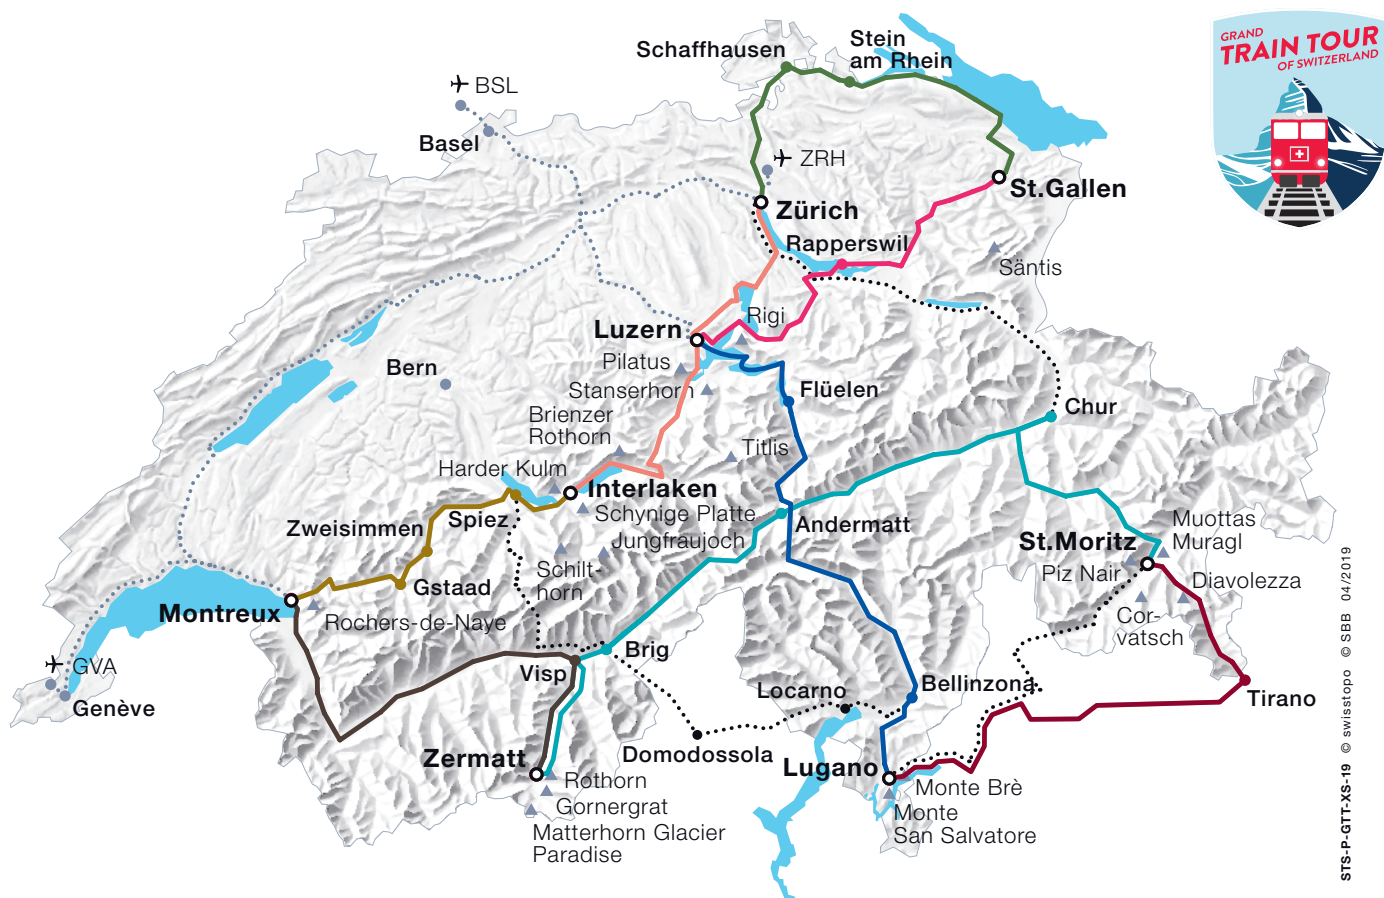 GRAND
TRAIN TOUR
OF SWITZERLAND
Schaffhausen
Stein
am Rhein
BSL
Basel
ZRH
St.Gallen
Zürich
Rapperswil
Säntis
Rigi
Luzern
Pilatus
Bern
Stanserhorn
Flüelen
Chur
Brienzer
Rothorn
Titlis
Harder Kulm
Interlaken
Spiez
Schynige Platte
Zweisimmen
Andermatt
Jungfraujoch
Muottas
Muragl
St.Moritz
Piz Nair
Schilt-
horn
Diavolezza
Gstaad
Cor-
vatsch
Montreux
Rochers-de-Naye
Brig
Visp
GVA
Genève
Bellinzona
Locarno
Tirano
Domodossola
Zermatt
Lugano
Rothorn
Gornergrat
Matterhorn Glacier
Paradise
Monte Brè
Monte
San Salvatore
STS-P-GTT-XS-19 © swisstopo © SBB 04/2019